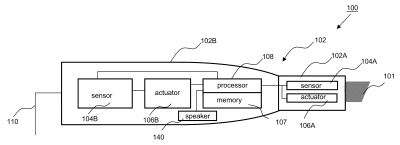 100
102B
108
102
102A
104A
processor
sensor
101
sensor
actuator
memory
actuator
110
104B
106B
speaker
107
106A
140